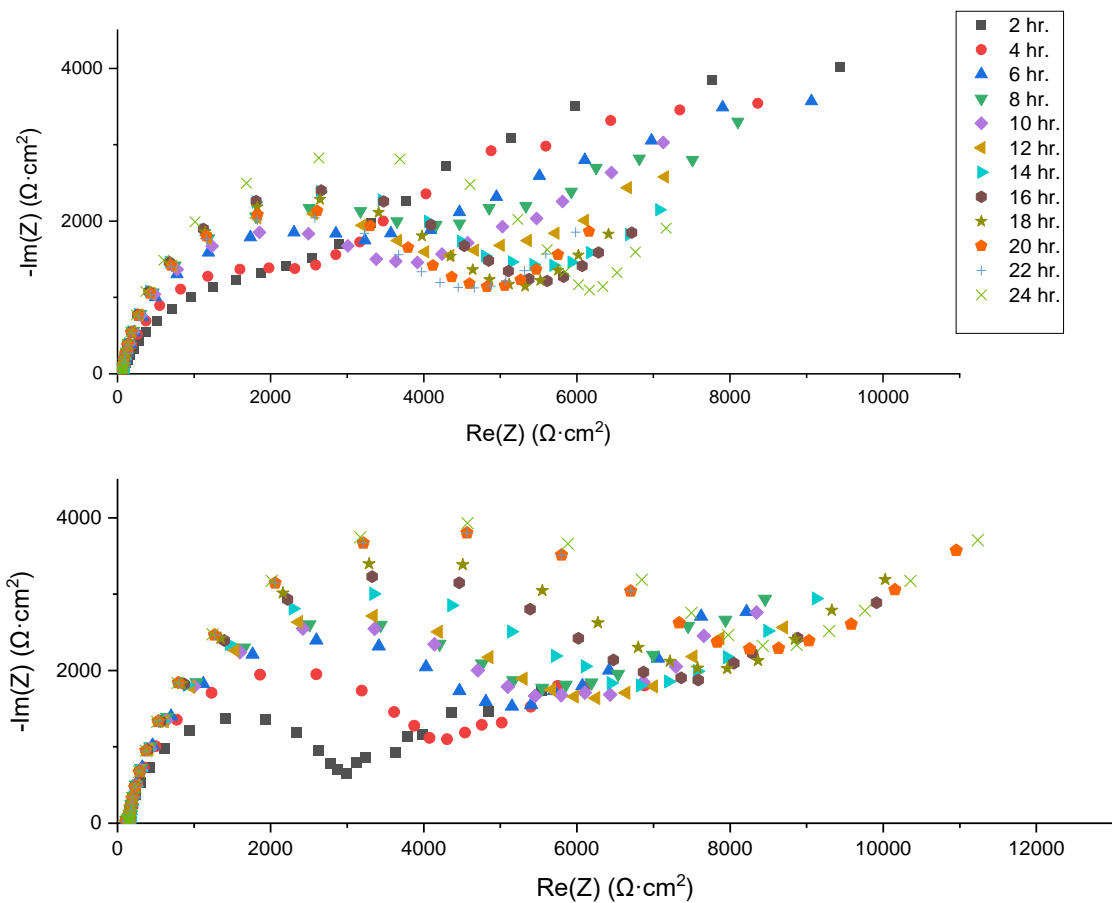 4000
2000
0
-Im(Z) (Ω·cm²)
0 2000 4000 6000 8000 10000
Re(Z) (Ω·cm²)
2 hr.
4 hr.
6 hr.
8 hr.
10 hr.
12 hr.
14 hr.
16 hr.
18 hr.
20 hr.
22 hr.
24 hr.
4000
2000
0
-Im(Z) (Ω·cm²)
0 2000 4000 6000 8000 10000 12000
Re(Z) (Ω·cm²)